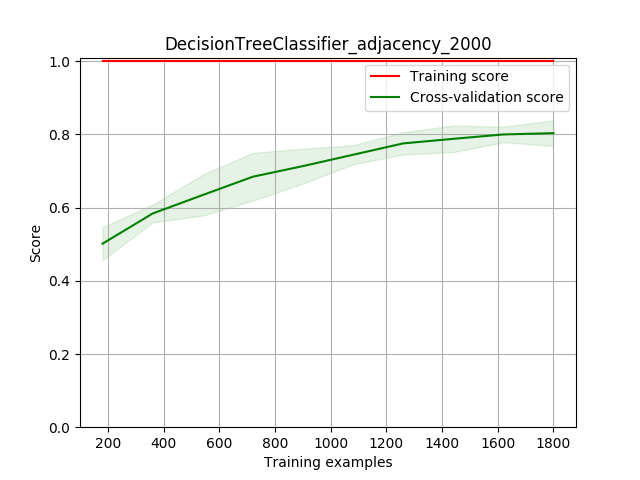 DecisionTreeClassifier_adjacency_2000
1.0
Training score
Cross-validation score
0.8
0.6
Score
0.4
0.2
0.0
200 400 600 800 1000 1200 1400 1600 1800
Training examples